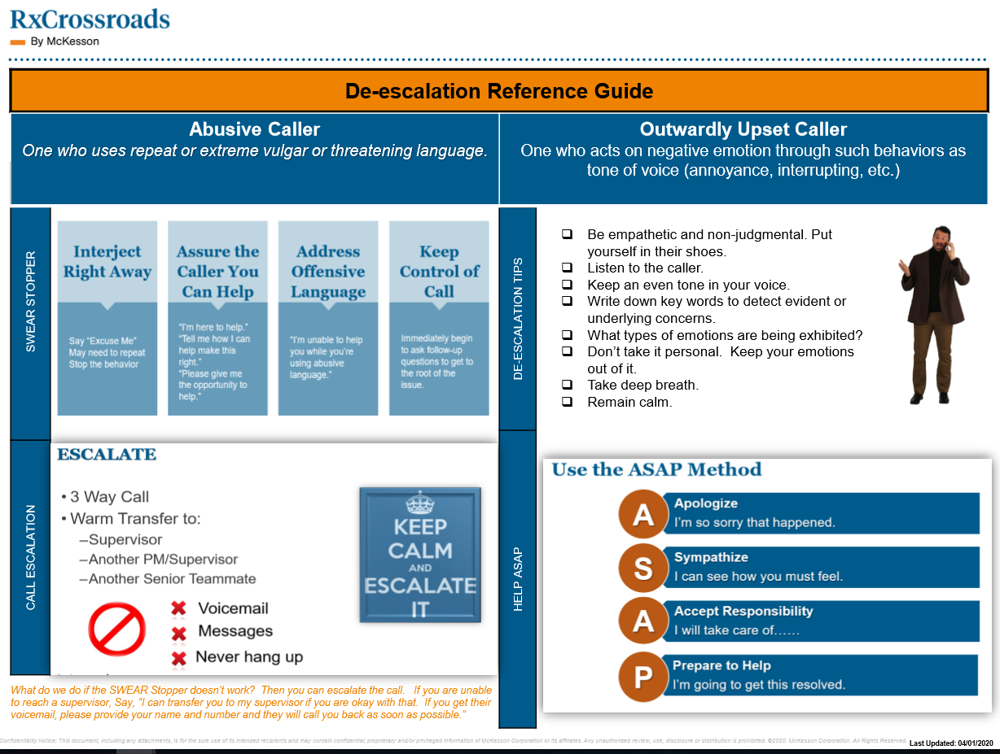 RxCrossroads
By McKesson
De-escalation Reference Guide
Abusive Caller
One who uses repeat or extreme vulgar or threatening language.
Outwardly Upset Caller
One who acts on negative emotion through such behaviors as
tone of voice (annoyance, interrupting, etc.)
SWEAR STOPPER
Interject
Right Away
Say “Excuse Me”
May need to repeat
Stop the behavior
Assure the
Caller You
Can Help
“I’m here to help.”
“Tell me how I can
help make this
right.”
“Please give me
the opportunity to
help.”
Address
Offensive
Language
“I’m unable to help
you while you’re
using abusive
language.”
Keep
Control of
Call
Immediately begin
to ask follow-up
questions to get to
the root of the
issue.
CALL ESCALATION
ESCALATE
• 3 Way Call
• Warm Transfer to:
–Supervisor
–Another PM/Supervisor
–Another Senior Teammate
Voicemail
Messages
Never hang up
KEEP
CALM
AND
ESCALATE
IT
What do we do if the SWEAR Stopper doesn’t work? Then you can escalate the call. If you are unable
to reach a supervisor, Say, “I can transfer you to my supervisor if you are okay with that. If you get their
voicemail, please provide your name and number and they will call you back as soon as possible.”
DE-ESCALATION TIPS
Be empathetic and non-judgmental. Put
yourself in their shoes.
Listen to the caller.
Keep an even tone in your voice.
Write down key words to detect evident or
underlying concerns.
What types of emotions are being exhibited?
Don’t take it personal. Keep your emotions
out of it.
Take deep breath.
Remain calm.
HELP ASAP
Use the ASAP Method
A
Apologize
I’m so sorry that happened.
S
Sympathize
I can see how you must feel.
A
Accept Responsibility
I will take care of……
P
Prepare to Help
I’m going to get this resolved.
Confidentiality Notice: This document, including any attachments, is for the sole use of its intended recipients and may contain confidential, proprietary and/or privileged information of McKesson Corporation or its affiliates. Any unauthorized review, use, disclosure or distribution is prohibited. ©2020. McKesson Corporation. All Rights Reserved.
Last Updated: 04/01/2020